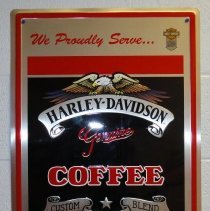 We Proudly Serve...
HARLEY-DAVIDSON
Genuine
COFFEE
CUSTOM BLEND